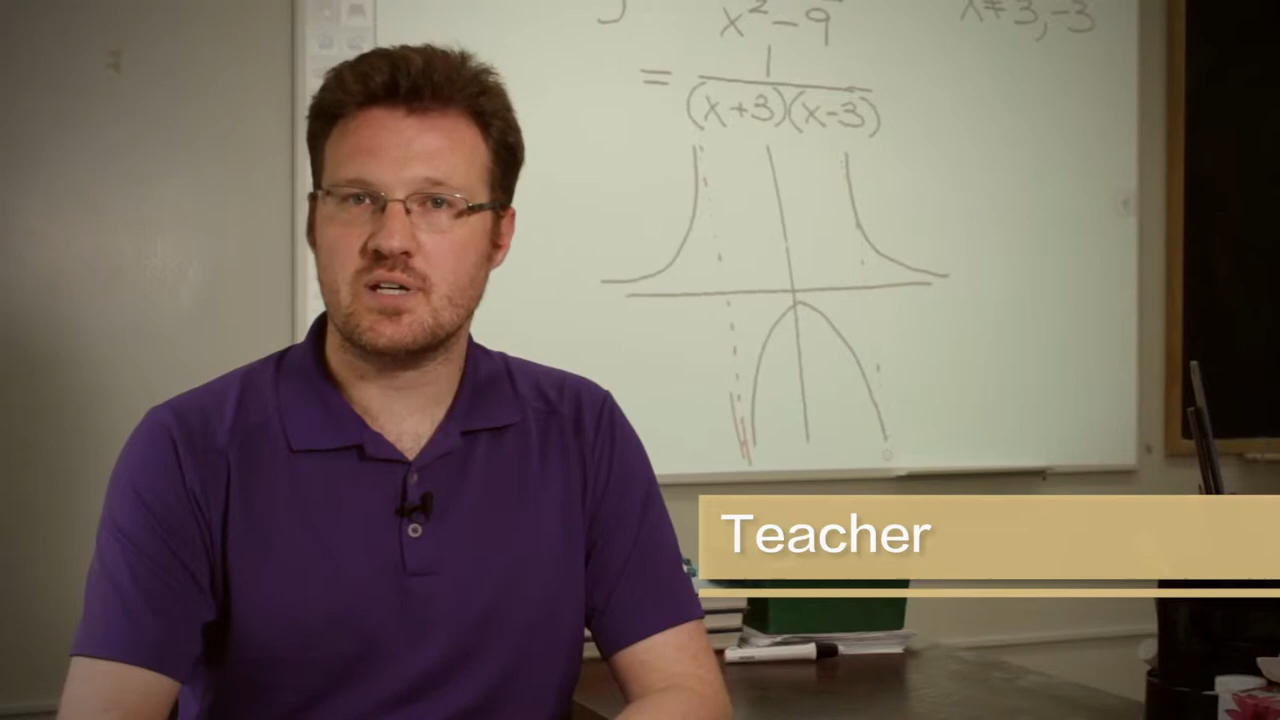 x² - 9
x ≠ 3, -3
1
= (x+3)(x-3)
Teacher